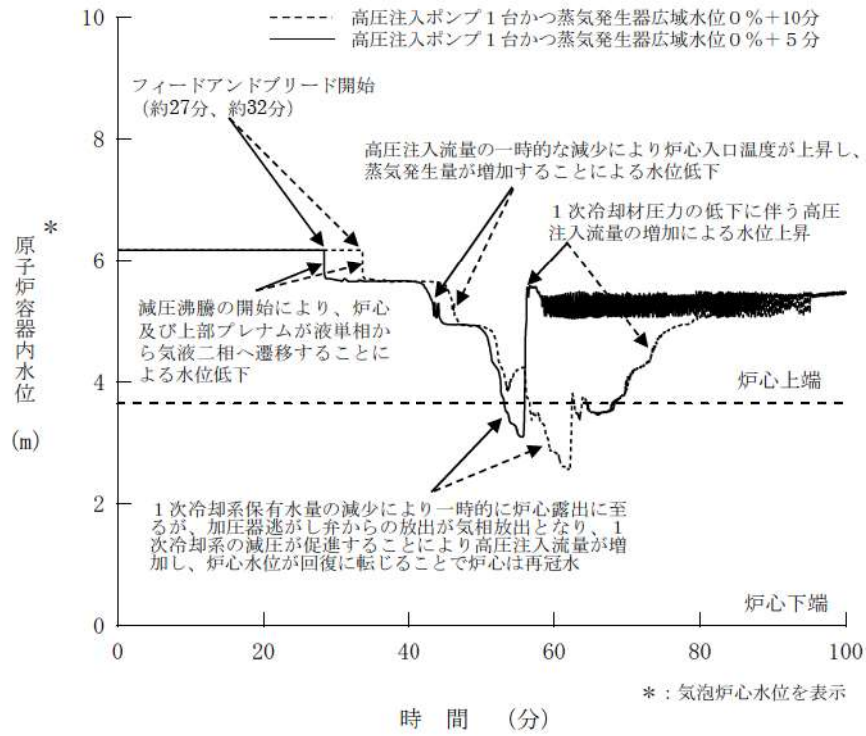 高圧注入ポンプ１台かつ蒸気発生器広域水位０％＋10分
高圧注入ポンプ１台かつ蒸気発生器広域水位０％＋５分
フィードアンドブリード開始
（約27分、約32分）
高圧注入流量の一時的な減少により炉心入口温度が上昇し、
蒸気発生量が増加することによる水位低下
１次冷却材圧力の低下に伴う高圧
注入流量の増加による水位上昇
減圧沸騰の開始により、炉心
及び上部プレナムが液単相か
ら気液二相へ遷移することに
よる水位低下
炉心上端
１次冷却系保有水量の減少により一時的に炉心露出に至
るが、加圧器逃がし弁からの放出が気相放出となり、１
次冷却系の減圧が促進することにより高圧注入流量が増
加し、炉心水位が回復に転じることで炉心は再冠水
炉心下端
原子炉容器内水位＊
(m)
10
8
6
4
2
0
0
20
40
60
80
100
＊：気泡炉心水位を表示
時　間　（分）